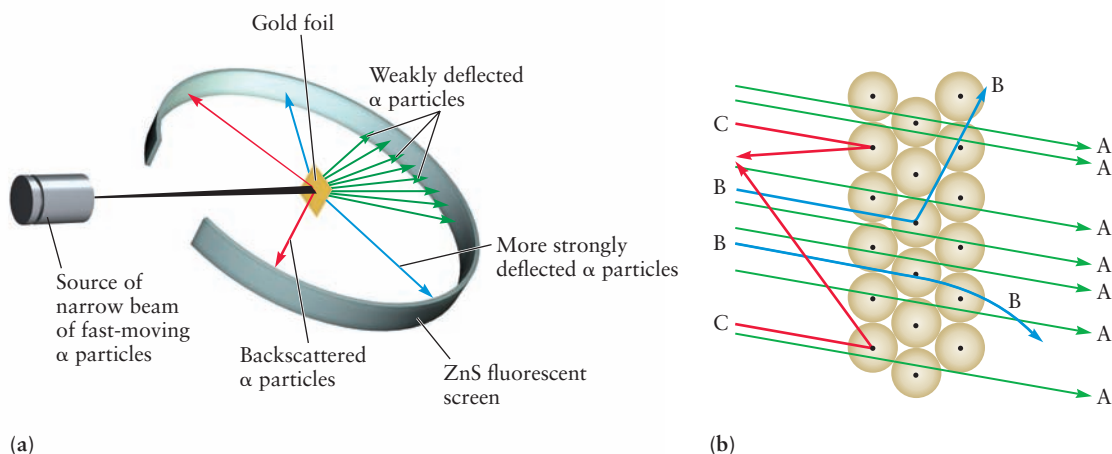 Gold foil
Weakly deflected
α particles
More strongly
deflected α particles
Source of
narrow beam
of fast-moving
α particles
Backscattered
α particles
ZnS fluorescent
screen
(a)
B
C
A
A
B
A
B
A
A
B
C
A
A
(b)